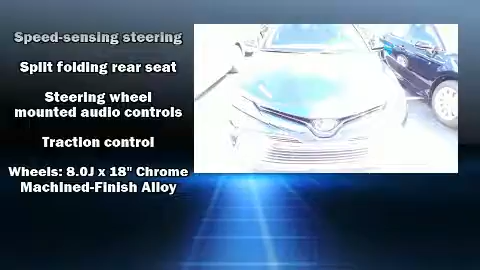 Speed-sensing steering
Split folding rear seat
Steering wheel
mounted audio controls
Traction control
Wheels: 8.0J x 18" Chrome
Machined-Finish Alloy